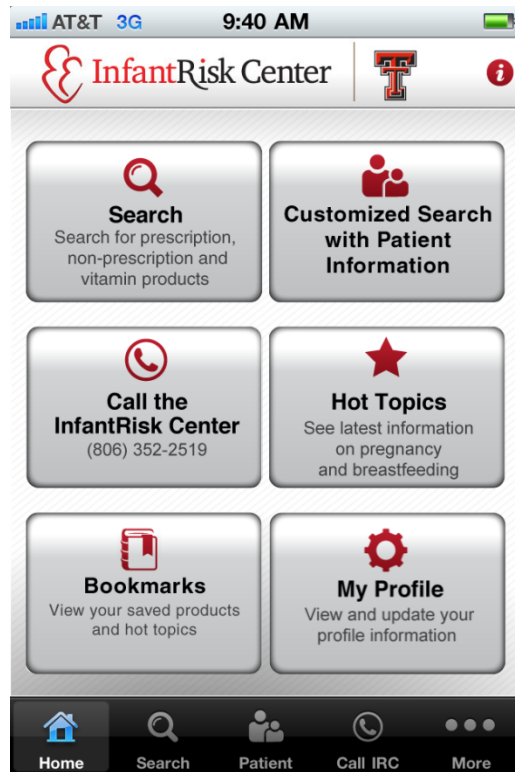 AT&T 3G 9:40 AM
InfantRisk Center T i
Search
Search for prescription,
non-prescription and
vitamin products
Customized Search
with Patient
Information
Call the
InfantRisk Center
(806) 352-2519
Hot Topics
See latest information
on pregnancy
and breastfeeding
Bookmarks
View your saved products
and hot topics
My Profile
View and update your
profile information
Home Search Patient Call IRC More